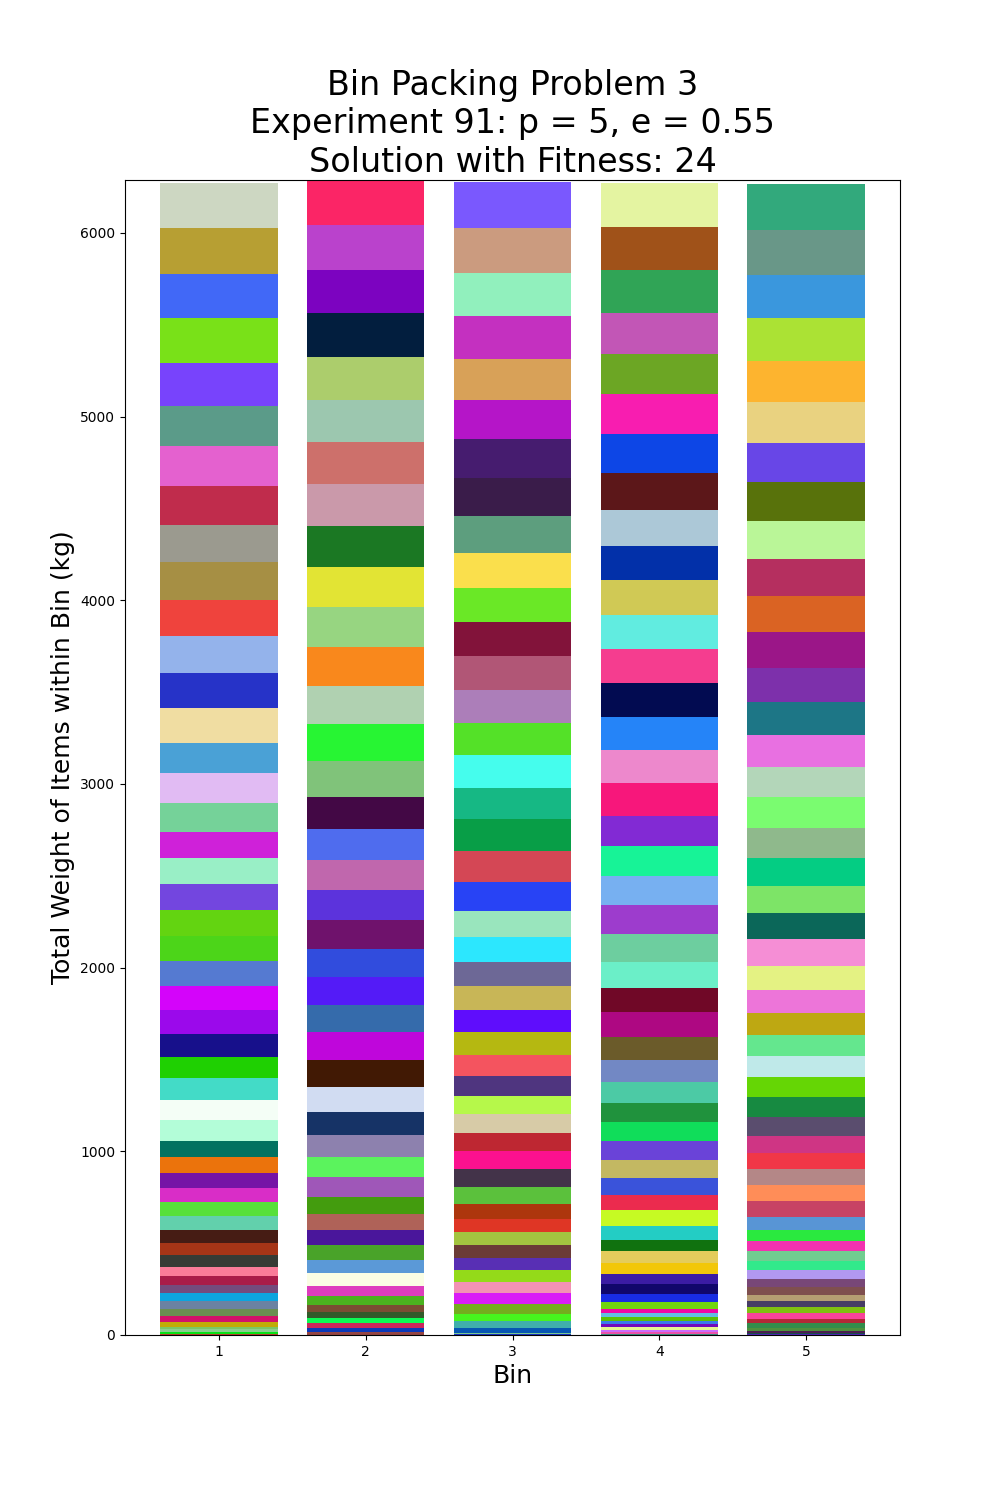 Bin Packing Problem 3
Experiment 91: p = 5, e = 0.55
Solution with Fitness: 24
Total Weight of Items within Bin (kg)
6000
5000
4000
3000
2000
1000
0
1 2 3 4 5
Bin